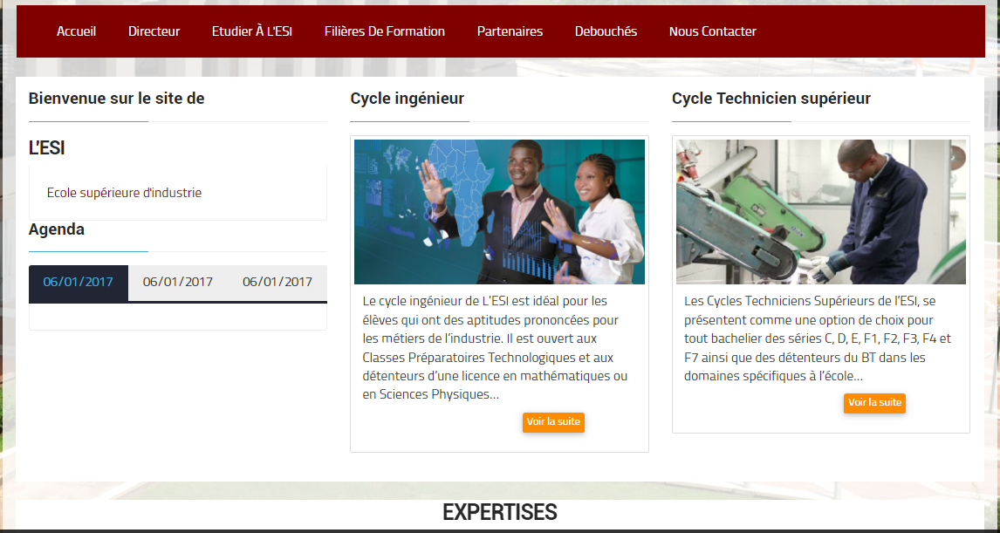 Accueil Directeur Etudier À L'ESI Filières De Formation Partenaires Debouchés Nous Contacter
Bienvenue sur le site de
L'ESI
Ecole supérieure d'industrie
Agenda
06/01/2017 06/01/2017 06/01/2017
Cycle ingénieur
Le cycle ingénieur de L’ESI est idéal pour les
élèves qui ont des aptitudes prononcées pour
les métiers de l’industrie. Il est ouvert aux
Classes Préparatoires Technologiques et aux
détenteurs d’une licence en mathématiques ou
en Sciences Physiques...
Voir la suite
Cycle Technicien supérieur
Les Cycles Techniciens Supérieurs de l’ESI, se
présentent comme une option de choix pour
tout bachelier des séries C, D, E, F1, F2, F3, F4 et
F7 ainsi que des détenteurs du BT dans les
domaines spécifiques à l’école...
Voir la suite
EXPERTISES